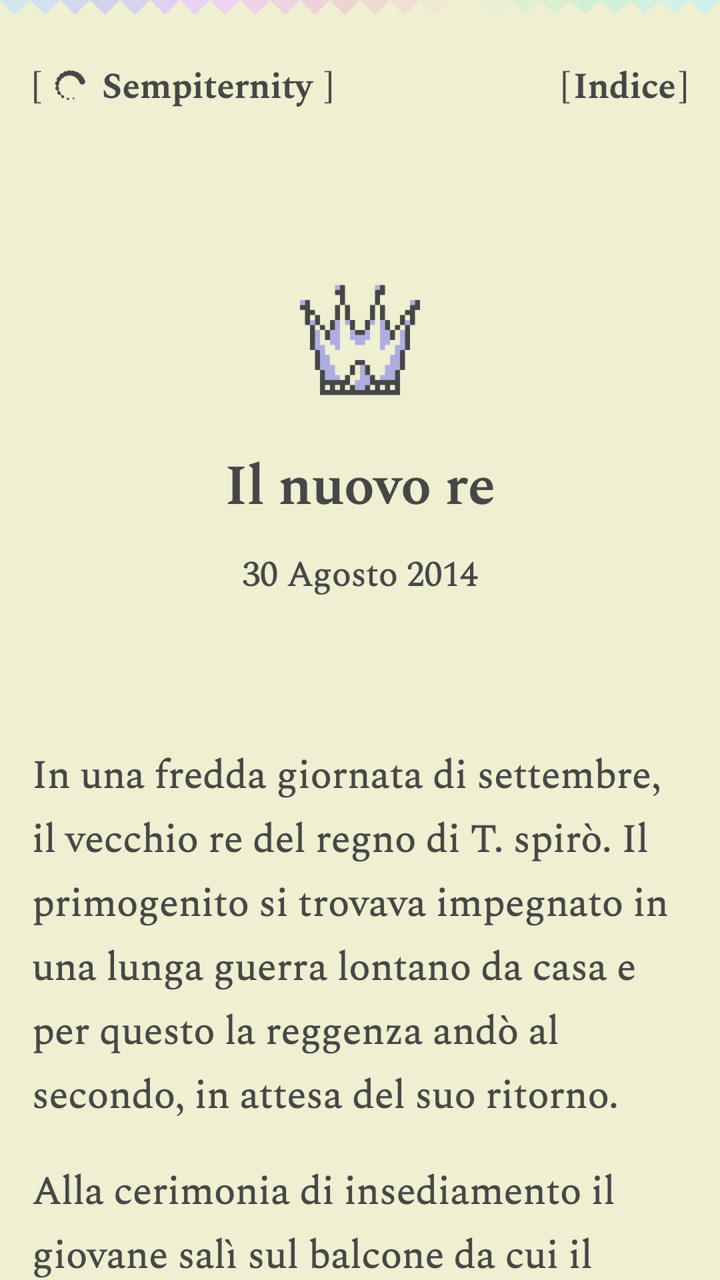 [ Sempiternity ]
[Indice]
Il nuovo re
30 Agosto 2014
In una fredda giornata di settembre,
il vecchio re del regno di T. spirò. Il
primogenito si trovava impegnato in
una lunga guerra lontano da casa e
per questo la reggenza andò al
secondo, in attesa del suo ritorno.
Alla cerimonia di insediamento il
giovane salì sul balcone da cui il